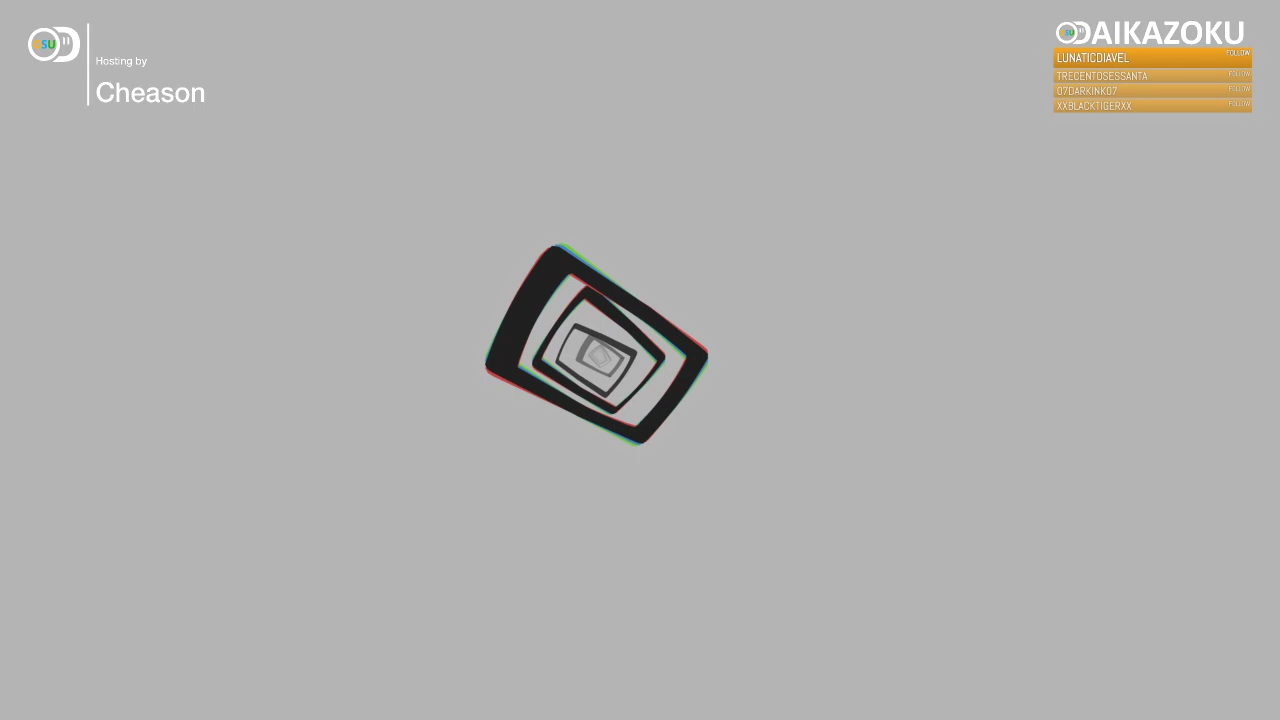 OSU
Hosting by
Cheason
DAIKAZOKU
LUNATICDIAVEL FOLLOW
TRECENTOSESSANTA FOLLOW
07DARKINK07 FOLLOW
XXBLACKTIGERXX FOLLOW